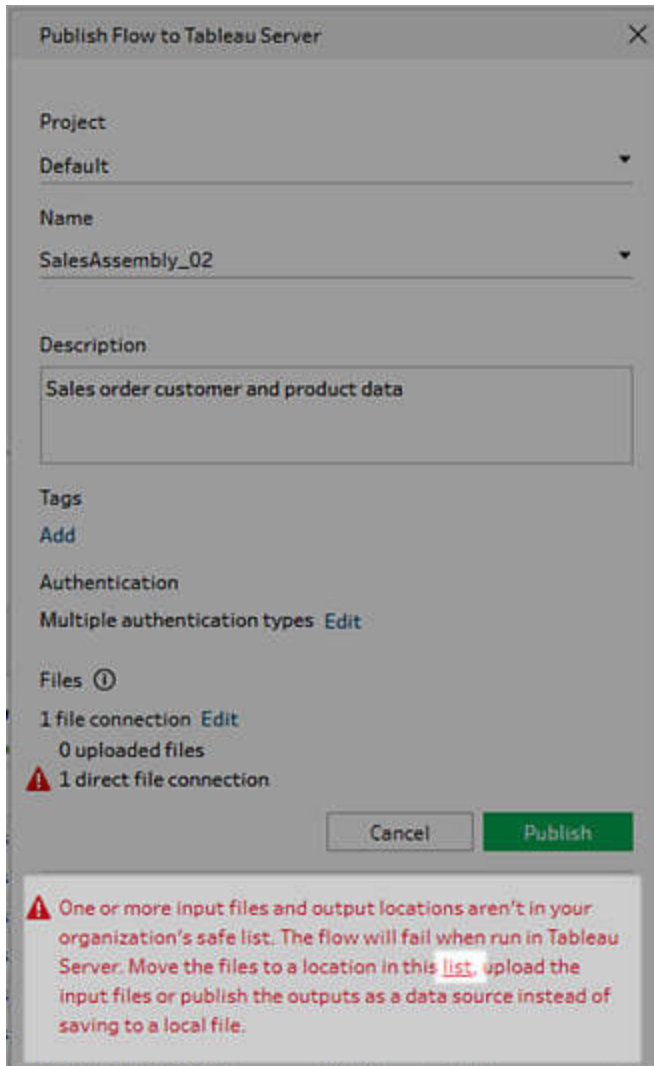 Publish Flow to Tableau Server
Project
Default
Name
SalesAssembly_02
Description
Sales order customer and product data
Tags
Add
Authentication
Multiple authentication types Edit
Files
1 file connection Edit
0 uploaded files
1 direct file connection
Cancel Publish
One or more input files and output locations aren't in your
organization's safe list. The flow will fail when run in Tableau
Server. Move the files to a location in this list, upload the
input files or publish the outputs as a data source instead of
saving to a local file.